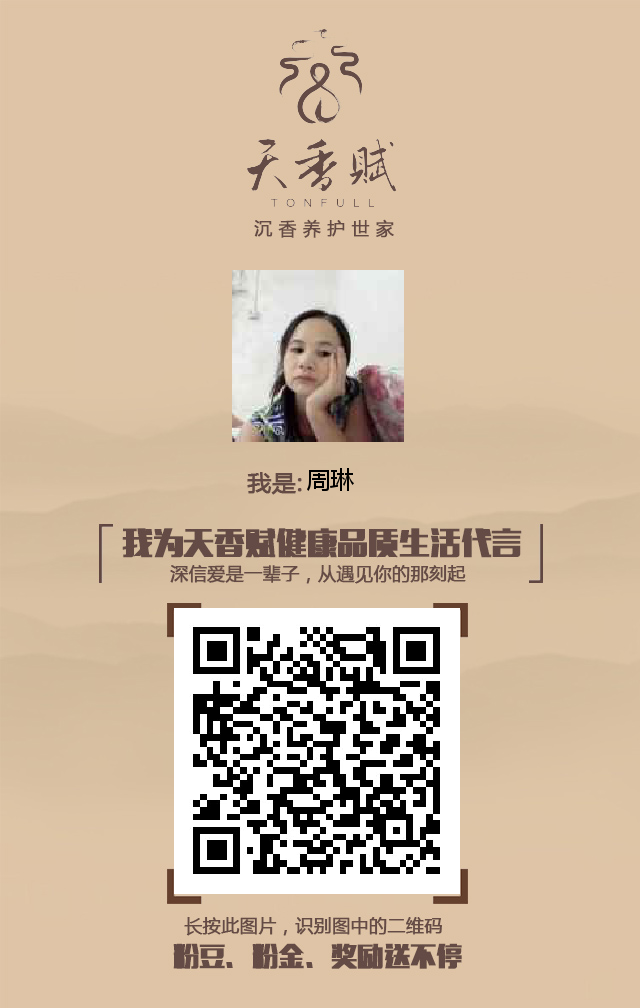 天香赋
TONFULL
沉香养护世家
我是:周琳
我为天香赋健康品质生活代言
深信爱是一辈子，从遇见你的那刻起
长按此图片，识别图中的二维码
粉豆、粉金、奖励送不停